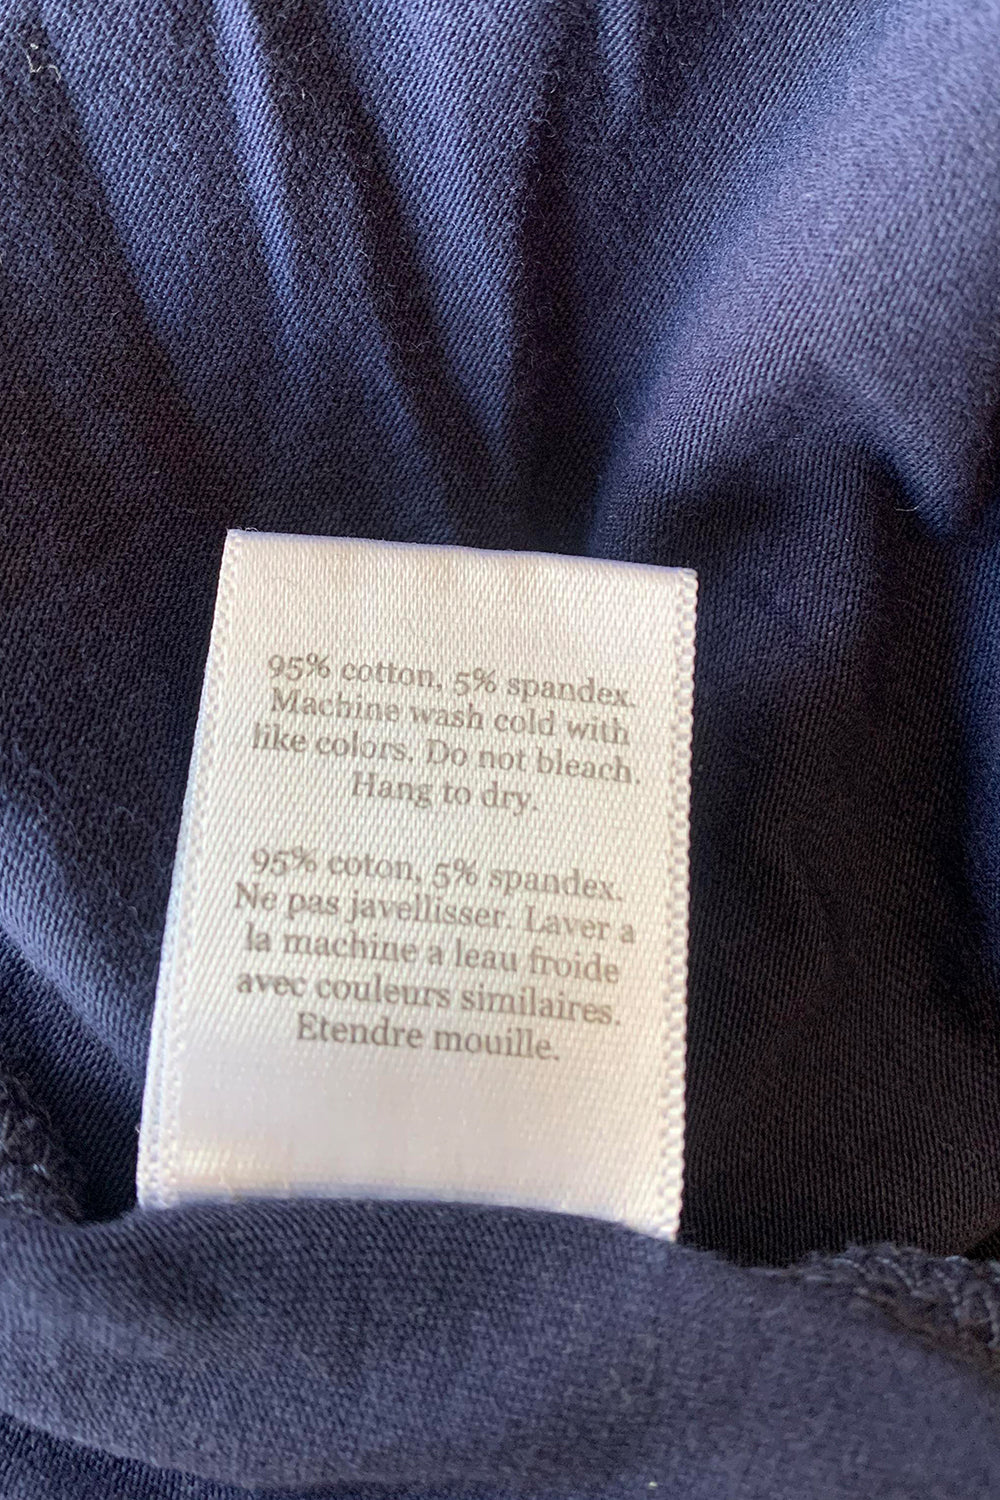 95% cotton, 5% spandex.
Machine wash cold with
like colors. Do not bleach.
Hang to dry.
95% coton, 5% spandex.
Ne pas javellisser. Laver a
la machine a leau froide
avec couleurs similaires.
Etendre mouille.